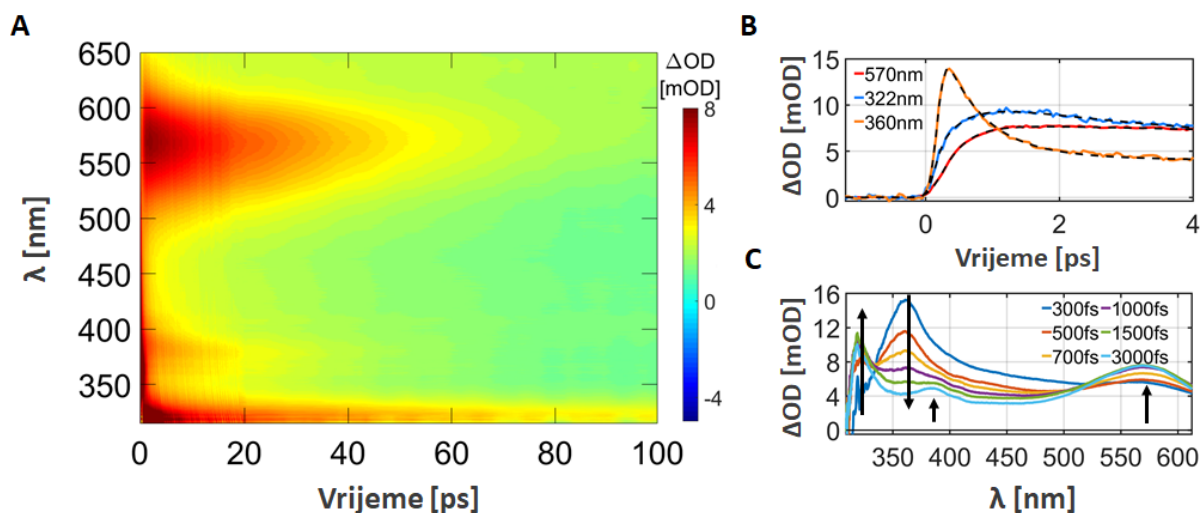 A
650
600
550
500
450
400
350
λ [nm]
0 20 40 60 80 100
Vrijeme [ps]
ΔOD
[mOD]
8
4
0
-4
B
15
10
5
0
ΔOD [mOD]
570nm
322nm
360nm
0 2 4
Vrijeme [ps]
C
16
12
8
4
0
ΔOD [mOD]
300fs 1000fs
500fs 1500fs
700fs 3000fs
350 400 450 500 550 600
λ [nm]